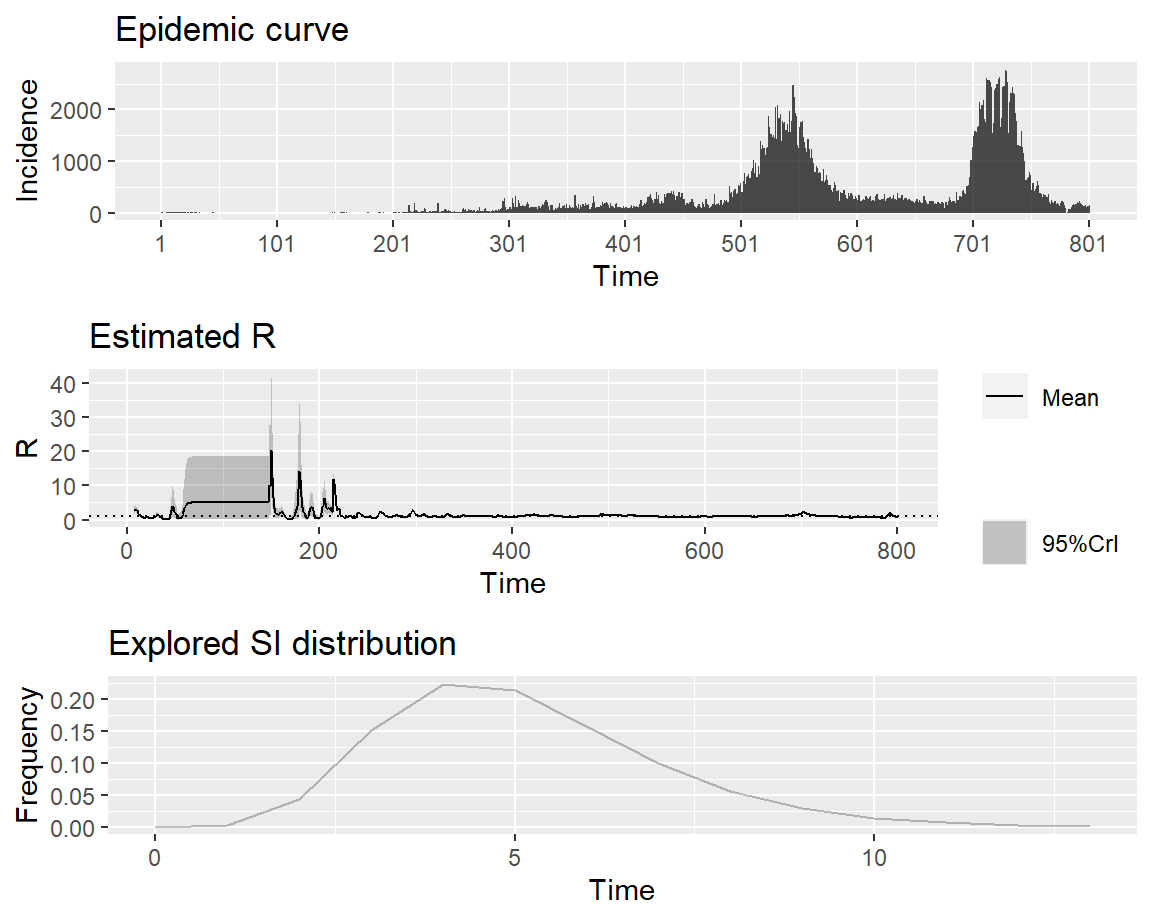 Epidemic curve
Incidence
2000
1000
0
1 101 201 301 401 501 601 701 801
Time
Estimated R
R
40
30
20
10
0
0 200 400 600 800
Time
Mean
95%CrI
Explored SI distribution
Frequency
0.20
0.15
0.10
0.05
0.00
0 5 10
Time